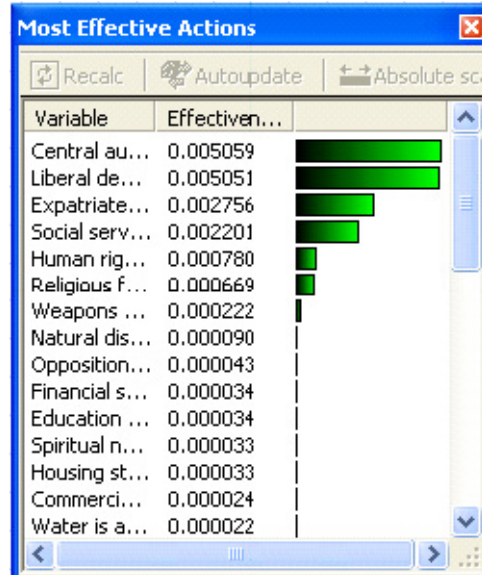 Most Effective Actions
Recalc Autoupdate Absolute sca
Variable Effectiven...
Central au... 0.005059
Liberal de... 0.005051
Expatriate... 0.002756
Social serv... 0.002201
Human rig... 0.000780
Religious f... 0.000669
Weapons ... 0.000222
Natural dis... 0.000090
Opposition... 0.000043
Financial s... 0.000034
Education ... 0.000034
Spiritual n... 0.000033
Housing st... 0.000033
Commerci... 0.000024
Water is a... 0.000022